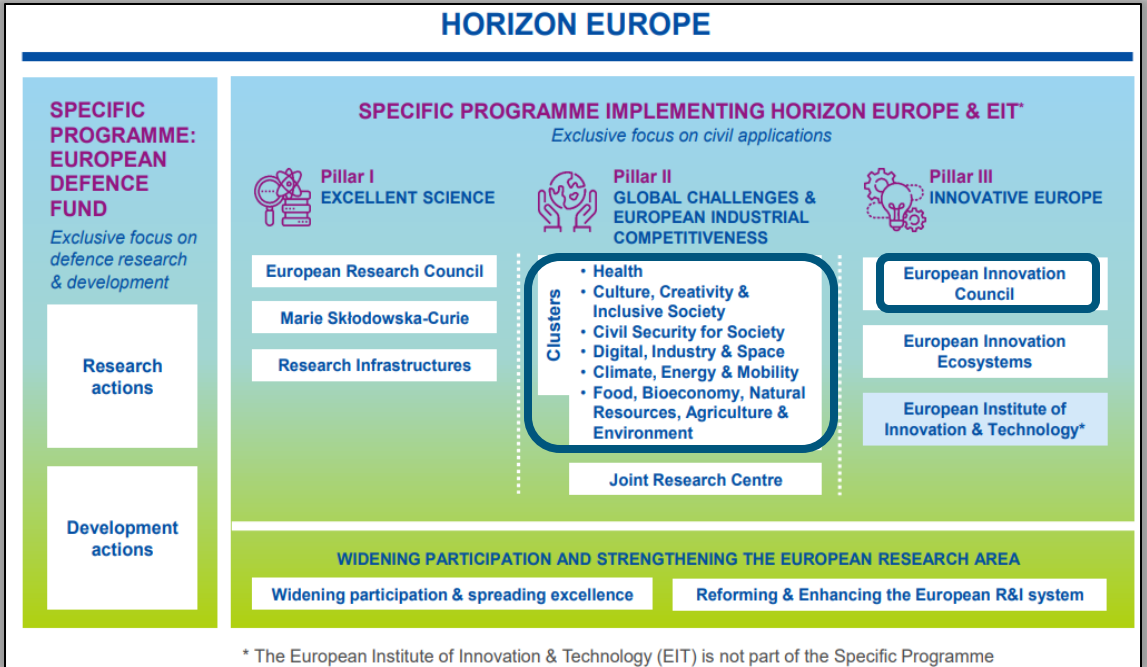 HORIZON EUROPE
SPECIFIC
PROGRAMME:
EUROPEAN
DEFENCE
FUND
Exclusive focus on
defence research
& development
Research
actions
Development
actions
SPECIFIC PROGRAMME IMPLEMENTING HORIZON EUROPE & EIT*
Exclusive focus on civil applications
Pillar I
EXCELLENT SCIENCE
European Research Council
Marie Skłodowska-Curie
Research Infrastructures
Pillar II
GLOBAL CHALLENGES &
EUROPEAN INDUSTRIAL
COMPETITIVENESS
Clusters
• Health
• Culture, Creativity &
Inclusive Society
• Civil Security for Society
• Digital, Industry & Space
• Climate, Energy & Mobility
• Food, Bioeconomy, Natural
Resources, Agriculture &
Environment
Joint Research Centre
Pillar III
INNOVATIVE EUROPE
European Innovation
Council
European Innovation
Ecosystems
European Institute of
Innovation & Technology*
WIDENING PARTICIPATION AND STRENGTHENING THE EUROPEAN RESEARCH AREA
Widening participation & spreading excellence
Reforming & Enhancing the European R&I system
* The European Institute of Innovation & Technology (EIT) is not part of the Specific Programme